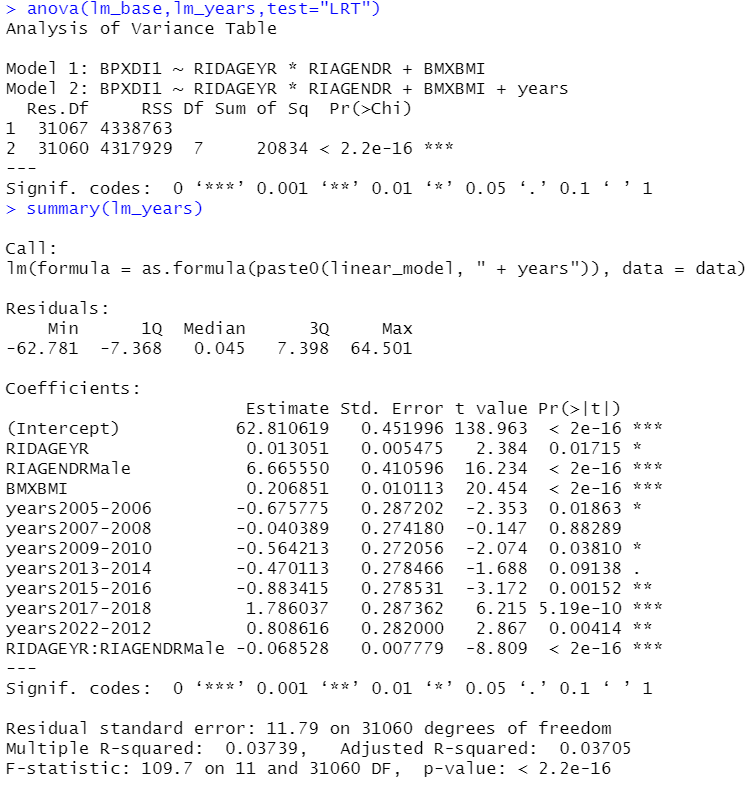 > anova(lm_base,lm_years,test="LRT")
Analysis of Variance Table

Model 1: BPXDI1 ~ RIDAGEYR * RIAGENDR + BMXBMI
Model 2: BPXDI1 ~ RIDAGEYR * RIAGENDR + BMXBMI + years
  Res.Df     RSS Df Sum of Sq  Pr(>Chi)
1  31067 4338763
2  31060 4317929  7     20834 < 2.2e-16 ***
---
Signif. codes:  0 ‘***’ 0.001 ‘**’ 0.01 ‘*’ 0.05 ‘.’ 0.1 ‘ ’ 1
> summary(lm_years)

Call:
lm(formula = as.formula(paste0(linear_model, " + years")), data = data)

Residuals:
    Min      1Q  Median      3Q     Max
-62.781  -7.368   0.045   7.398  64.501

Coefficients:
                       Estimate Std. Error t value Pr(>|t|)
(Intercept)           62.810619   0.451996 138.963  < 2e-16 ***
RIDAGEYR               0.013051   0.005475   2.384  0.01715 *
RIAGENDRMale           6.665550   0.410596  16.234  < 2e-16 ***
BMXBMI                 0.206851   0.010113  20.454  < 2e-16 ***
years2005-2006        -0.675775   0.287202  -2.353  0.01863 *
years2007-2008        -0.040389   0.274180  -0.147  0.88289
years2009-2010        -0.564213   0.272056  -2.074  0.03810 *
years2013-2014        -0.470113   0.278466  -1.688  0.09138 .
years2015-2016        -0.883415   0.278531  -3.172  0.00152 **
years2017-2018         1.786037   0.287362   6.215 5.19e-10 ***
years2022-2012         0.808616   0.282000   2.867  0.00414 **
RIDAGEYR:RIAGENDRMale -0.068528   0.007779  -8.809  < 2e-16 ***
---
Signif. codes:  0 ‘***’ 0.001 ‘**’ 0.01 ‘*’ 0.05 ‘.’ 0.1 ‘ ’ 1

Residual standard error: 11.79 on 31060 degrees of freedom
Multiple R-squared:  0.03739,   Adjusted R-squared:  0.03705
F-statistic: 109.7 on 11 and 31060 DF,  p-value: < 2.2e-16